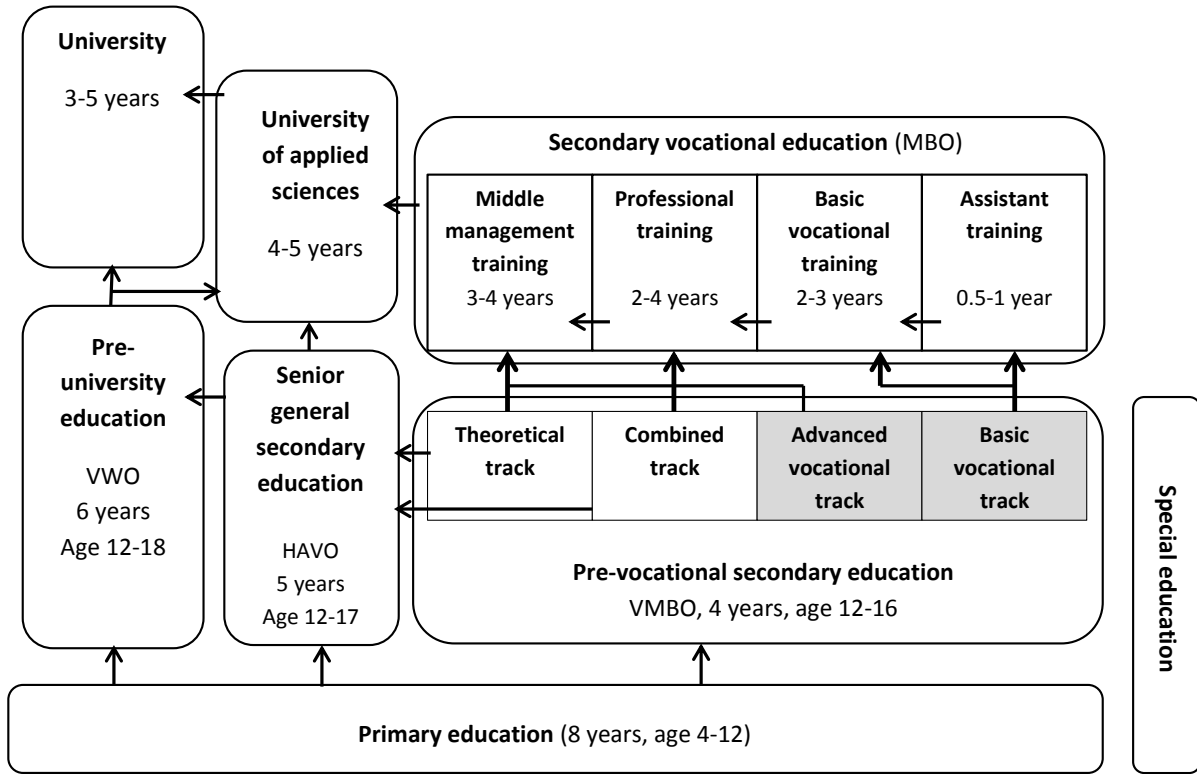 University
3-5 years
University
of applied
sciences
4-5 years
Secondary vocational education (MBO)
Middle
management
training
3-4 years
Professional
training
2-4 years
Basic
vocational
training
2-3 years
Assistant
training
0.5-1 year
Pre-
university
education
VWO
6 years
Age 12-18
Senior
general
secondary
education
HAVO
5 years
Age 12-17
Theoretical
track
Combined
track
Advanced
vocational
track
Basic
vocational
track
Pre-vocational secondary education
VMBO, 4 years, age 12-16
Special education
Primary education (8 years, age 4-12)